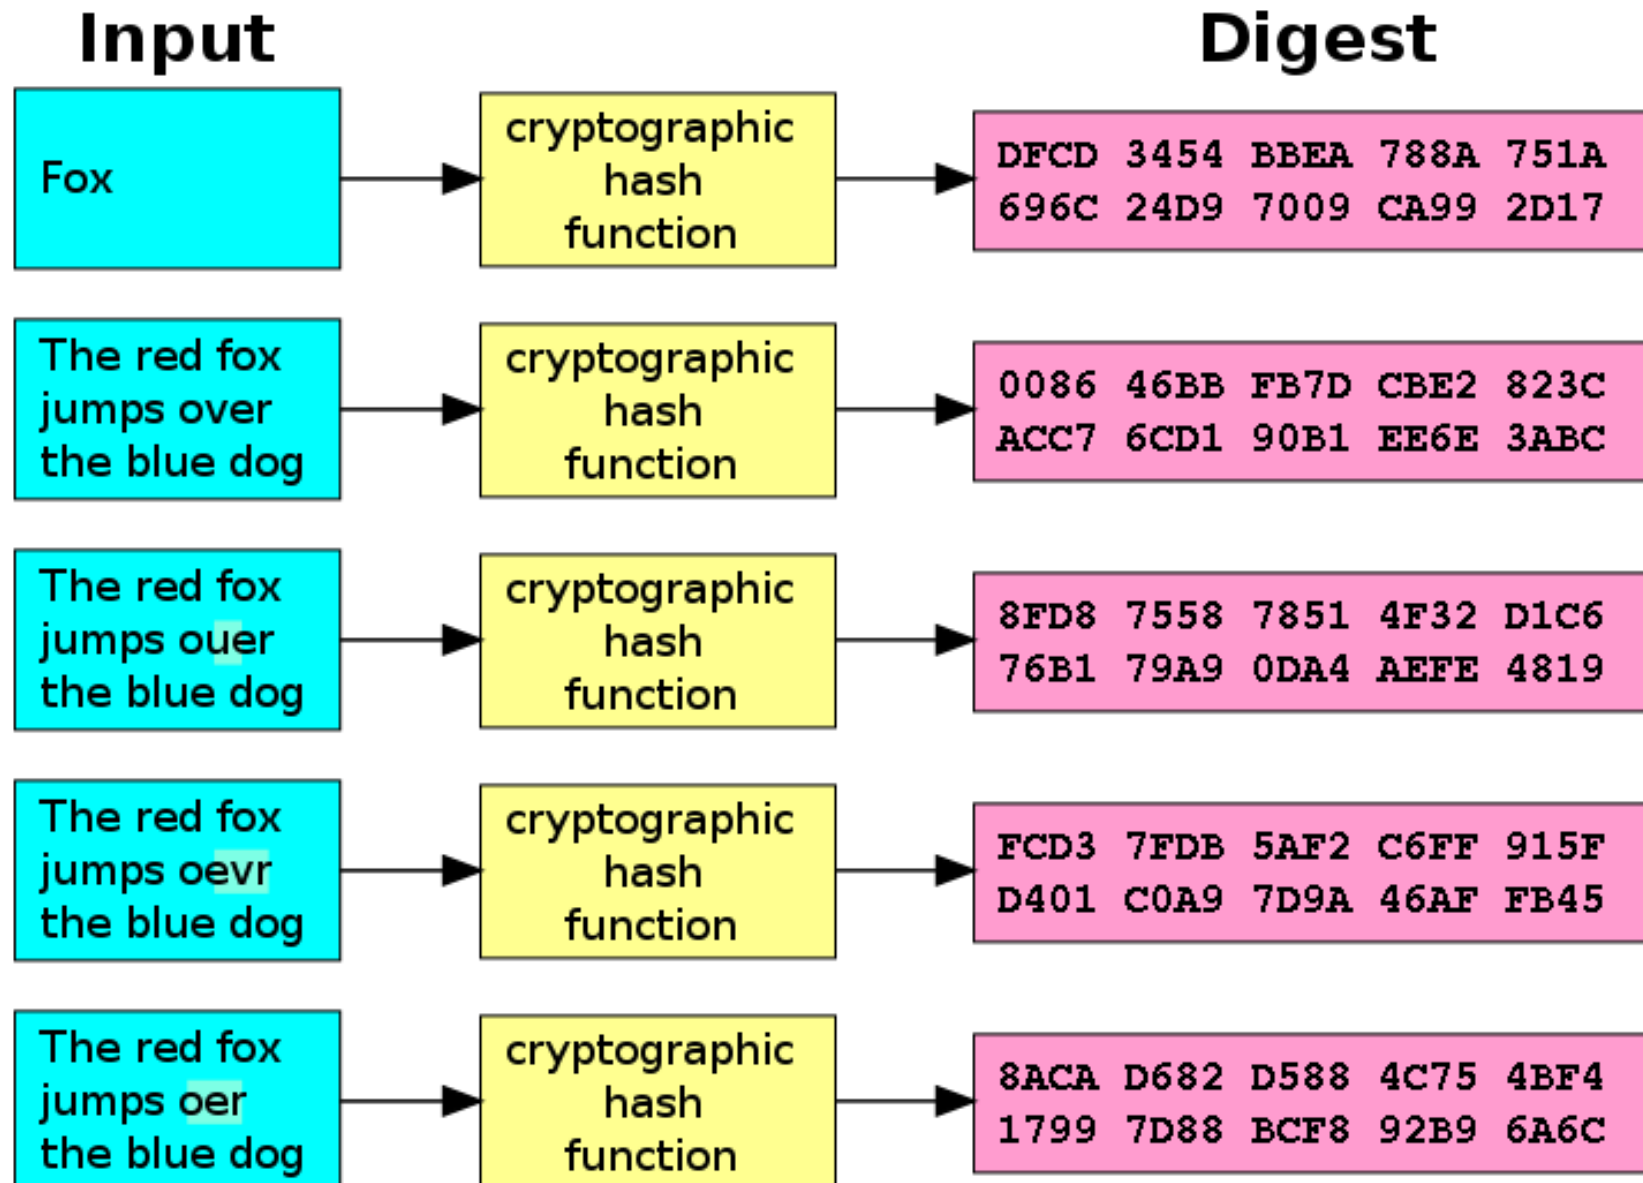 Input
Digest
Fox
cryptographic
hash
function
DFCD 3454 BBEA 788A 751A
696C 24D9 7009 CA99 2D17
The red fox
jumps over
the blue dog
cryptographic
hash
function
0086 46BB FB7D CBE2 823C
ACC7 6CD1 90B1 EE6E 3ABC
The red fox
jumps ouer
the blue dog
cryptographic
hash
function
8FD8 7558 7851 4F32 D1C6
76B1 79A9 0DA4 AEFE 4819
The red fox
jumps oevr
the blue dog
cryptographic
hash
function
FCD3 7FDB 5AF2 C6FF 915F
D401 C0A9 7D9A 46AF FB45
The red fox
jumps oer
the blue dog
cryptographic
hash
function
8ACA D682 D588 4C75 4BF4
1799 7D88 BCF8 92B9 6A6C